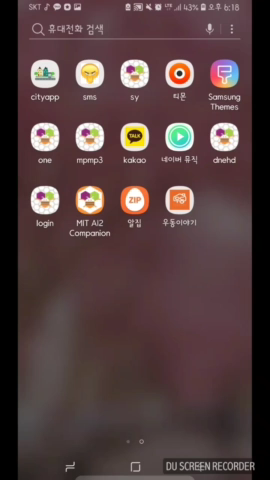 SKT 43% 오후 6:18
휴대전화 검색
cityapp sms sy 티몬 Samsung Themes
one mpmp3 kakao 네이버 뮤직 dnehd
TALK
login MIT AI2 Companion 알집 우동이야기
ZIP
DU SCREEN RECORDER